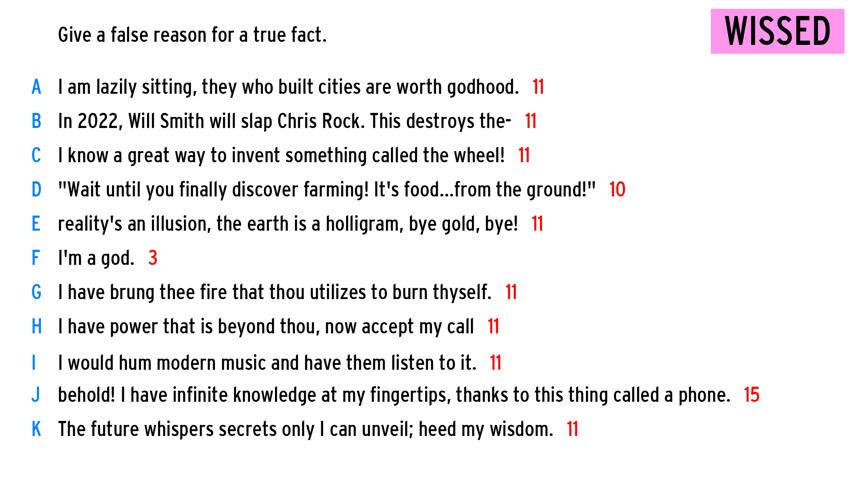 Give a false reason for a true fact.
WISSED
A I am lazily sitting, they who built cities are worth godhood. 11
B In 2022, Will Smith will slap Chris Rock. This destroys the- 11
C I know a great way to invent something called the wheel! 11
D "Wait until you finally discover farming! It's food...from the ground!" 10
E reality's an illusion, the earth is a holligram, bye gold, bye! 11
F I'm a god. 3
G I have brung thee fire that thou utilizes to burn thyself. 11
H I have power that is beyond thou, now accept my call 11
I I would hum modern music and have them listen to it. 11
J behold! I have infinite knowledge at my fingertips, thanks to this thing called a phone. 15
K The future whispers secrets only I can unveil; heed my wisdom. 11